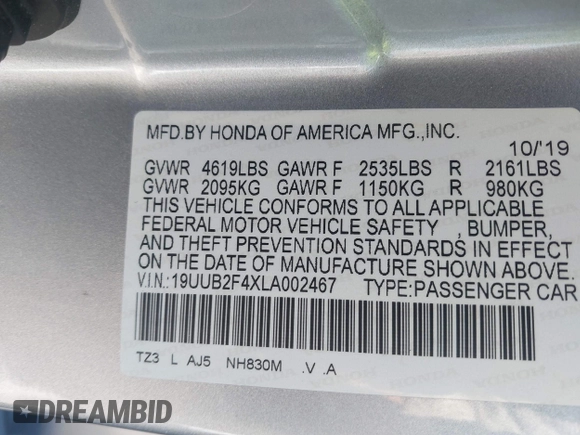 MFD.BY HONDA OF AMERICA MFG.,INC.
10/'19
GVWR 4619LBS GAWR F 2535LBS R 2161LBS
GVWR 2095KG GAWR F 1150KG R 980KG
THIS VEHICLE CONFORMS TO ALL APPLICABLE
FEDERAL MOTOR VEHICLE SAFETY , BUMPER,
AND THEFT PREVENTION STANDARDS IN EFFECT
ON THE DATE OF MANUFACTURE SHOWN ABOVE.
V.I.N.:19UUB2F4XLA002467 TYPE:PASSENGER CAR
TZ3 L AJ5 NH830M .V .A
DREAMBID